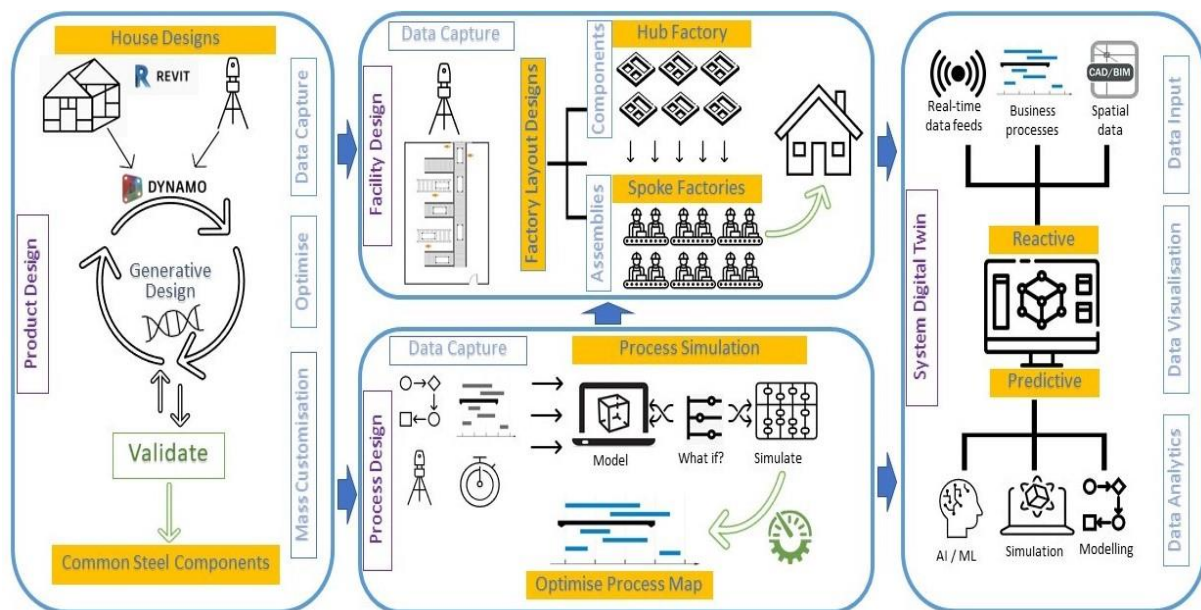 House Designs
REVIT
DYNAMO
Generative
Design
Validate
Common Steel Components
Product Design
Data Capture
Optimise
Mass Customisation
Data Capture
Facility Design
Factory Layout Designs
Components
Assemblies
Hub Factory
Spoke Factories
Data Capture
Process Design
Process Simulation
Model
What if?
Simulate
Optimise Process Map
Real-time
data feeds
Business
processes
CAD/BIM
Spatial
data
Reactive
Predictive
AI / ML
Simulation
Modelling
System Digital Twin
Data Input
Data Visualisation
Data Analytics